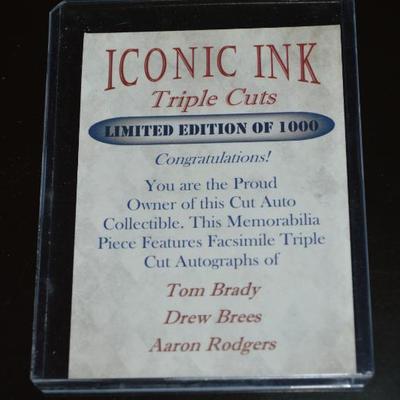 ICONIC INK
Triple Cuts
LIMITED EDITION OF 1000
Congratulations!
You are the Proud
Owner of this Cut Auto
Collectible. This Memorabilia
Piece Features Facsimile Triple
Cut Autographs of
Tom Brady
Drew Brees
Aaron Rodgers